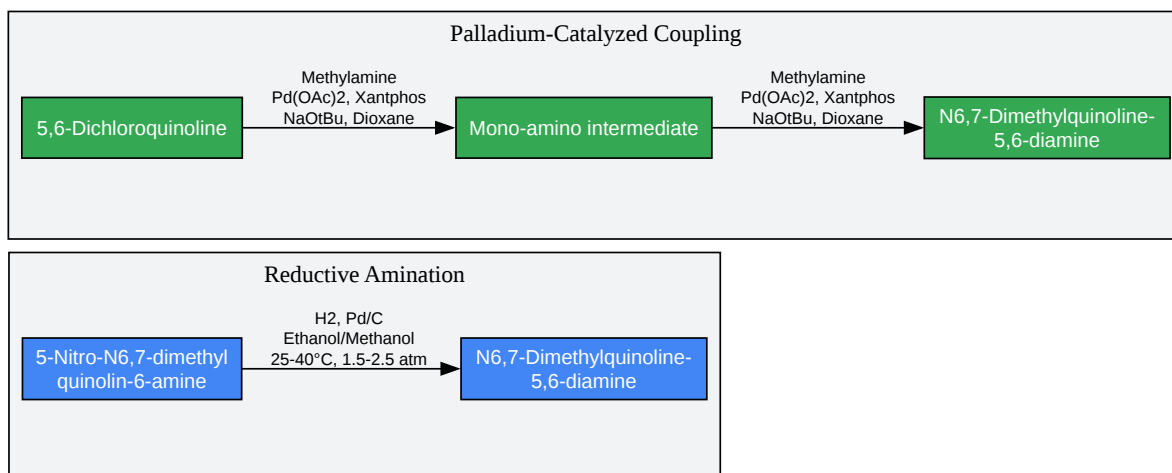 Palladium-Catalyzed Coupling
5,6-Dichloroquinoline
Methylamine
Pd(OAc)2, Xantphos
NaOtBu, Dioxane
Mono-amino intermediate
Methylamine
Pd(OAc)2, Xantphos
NaOtBu, Dioxane
N6,7-Dimethylquinoline-
5,6-diamine
Reductive Amination
5-Nitro-N6,7-dimethyl
quinolin-6-amine
H2, Pd/C
Ethanol/Methanol
25-40°C, 1.5-2.5 atm
N6,7-Dimethylquinoline-
5,6-diamine